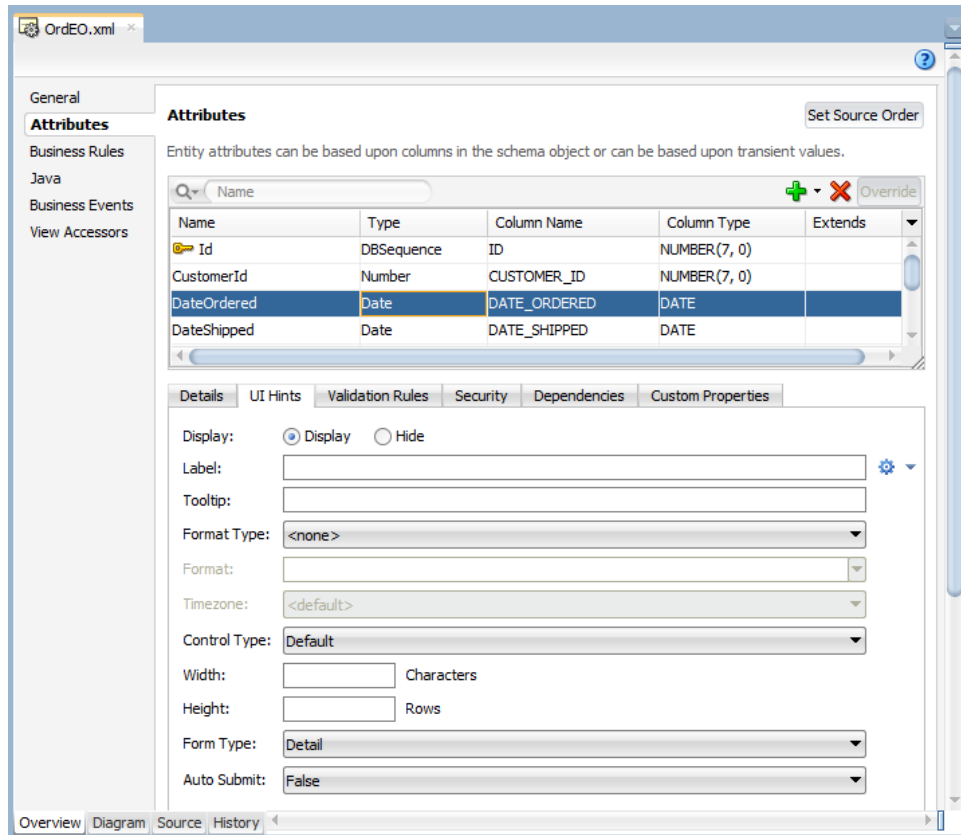 OrdEO.xml
General
Attributes
Business Rules
Java
Business Events
View Accessors
Attributes
Set Source Order
Entity attributes can be based upon columns in the schema object or can be based upon transient values.
Name
Override
Name Type Column Name Column Type Extends
Id DBSequence ID NUMBER(7, 0)
CustomerId Number CUSTOMER_ID NUMBER(7, 0)
DateOrdered Date DATE_ORDERED DATE
DateShipped Date DATE_SHIPPED DATE
Details UI Hints Validation Rules Security Dependencies Custom Properties
Display: Display Hide
Label:
Tooltip:
Format Type: <none>
Format:
Timezone: <default>
Control Type: Default
Width: Characters
Height: Rows
Form Type: Detail
Auto Submit: False
Overview Diagram Source History